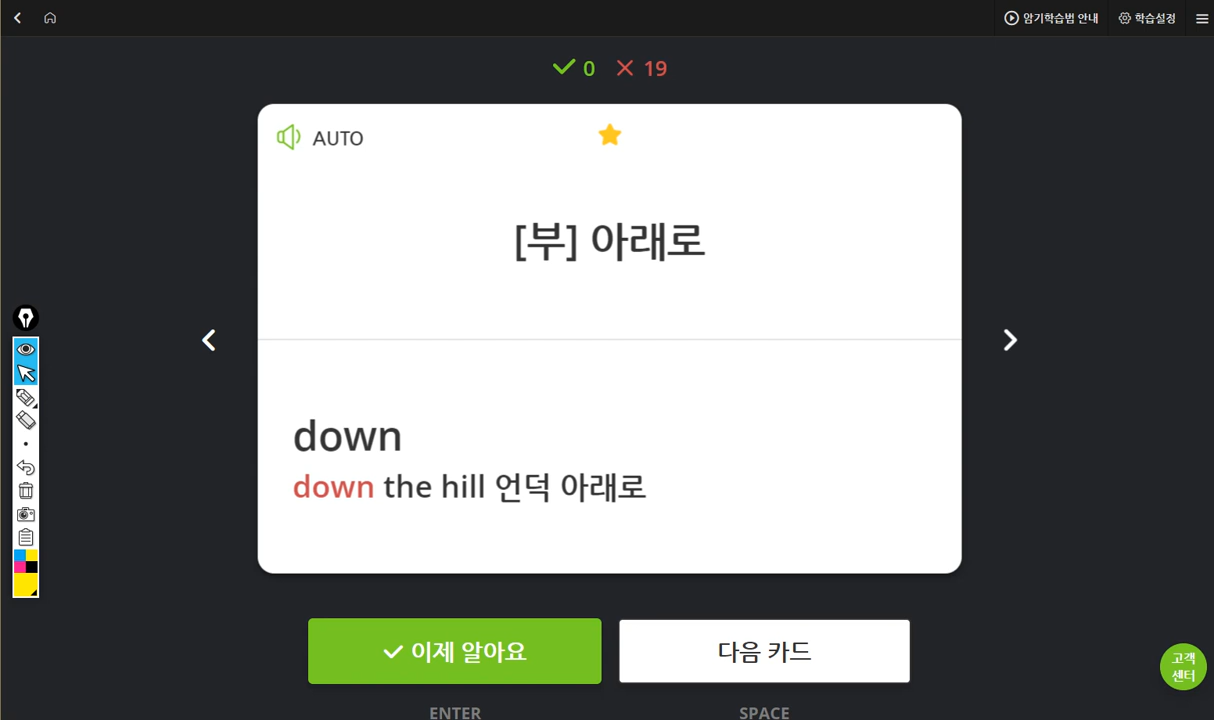 암기학습법 안내 학습설정
0 19
AUTO
[부] 아래로
down
down the hill 언덕 아래로
이제 알아요 다음 카드
고객
센터
ENTER SPACE